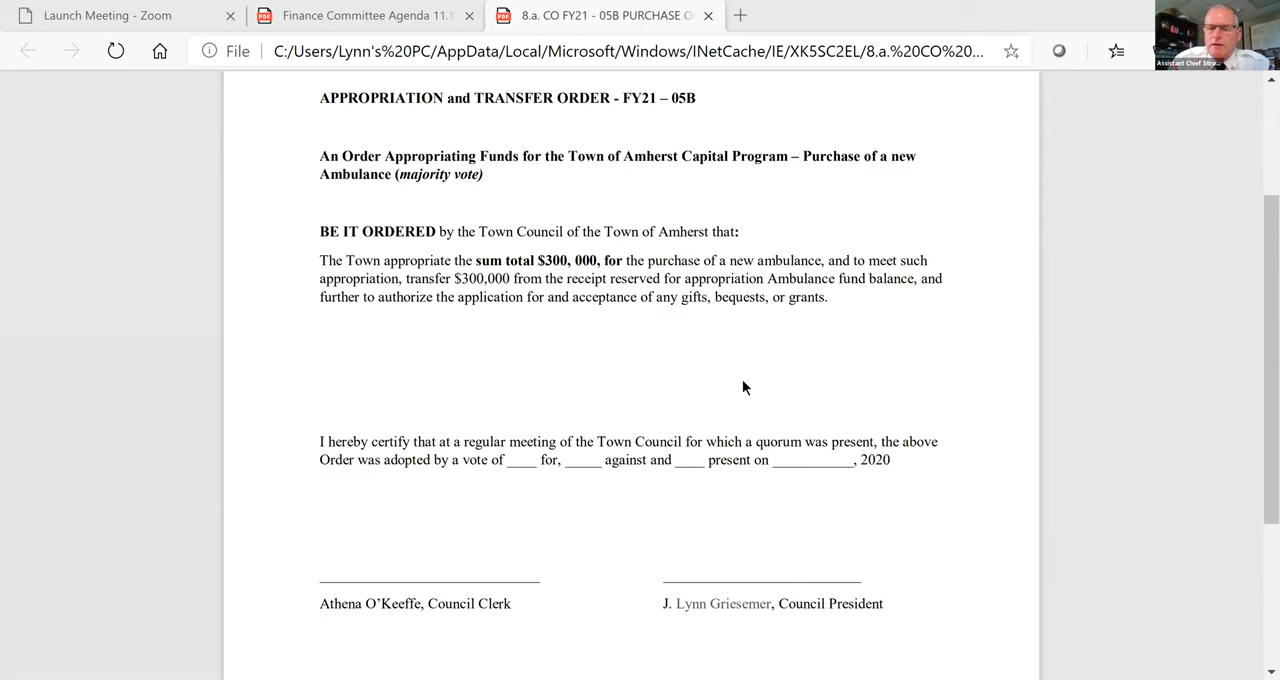 Launch Meeting - Zoom
Finance Committee Agenda 11.1
8.a. CO FY21 - 05B PURCHASE O
File
C:/Users/Lynn's%20PC/AppData/Local/Microsoft/Windows/INetCache/IE/XK5SC2EL/8.a.%20CO%20...
Assistant Chief Stro...
APPROPRIATION and TRANSFER ORDER - FY21 – 05B
An Order Appropriating Funds for the Town of Amherst Capital Program – Purchase of a new
Ambulance (majority vote)
BE IT ORDERED by the Town Council of the Town of Amherst that:
The Town appropriate the sum total $300, 000, for the purchase of a new ambulance, and to meet such
appropriation, transfer $300,000 from the receipt reserved for appropriation Ambulance fund balance, and
further to authorize the application for and acceptance of any gifts, bequests, or grants.
I hereby certify that at a regular meeting of the Town Council for which a quorum was present, the above
Order was adopted by a vote of ____ for, _____ against and ____ present on ___________, 2020
Athena O’Keeffe, Council Clerk
J. Lynn Griesemer, Council President